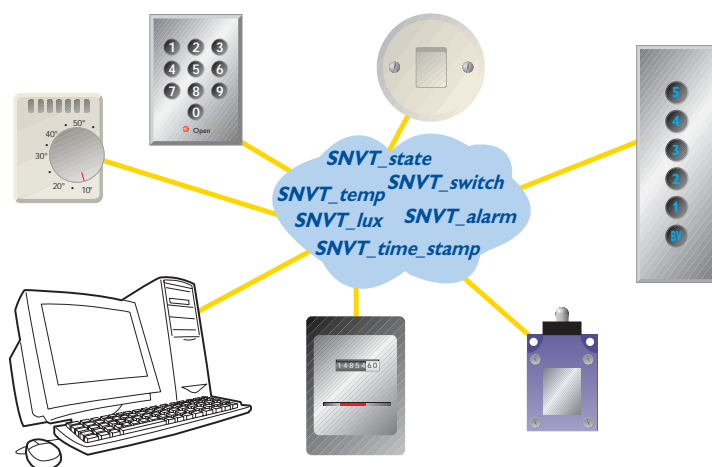 1 2 3
4 5 6
7 8 9
0
Open
50°
40°
30°
20°
10°
5
4
3
2
1
BV
SNVT_state
SNVT_temp
SNVT_switch
SNVT_lux
SNVT_alarm
SNVT_time_stamp
1485460